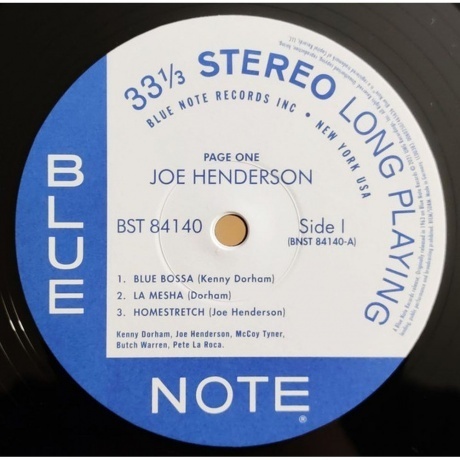 33⅓ STEREO LONG PLAYING
BLUE NOTE RECORDS INC • NEW YORK USA
PAGE ONE
JOE HENDERSON
BST 84140
Side I
(BNST 84140-A)
1. BLUE BOSSA (Kenny Dorham)
2. LA MESHA (Dorham)
3. HOMESTRETCH (Joe Henderson)
Kenny Dorham, Joe Henderson, McCoy Tyner,
Butch Warren, Pete La Roca.
BLUE
NOTE
®